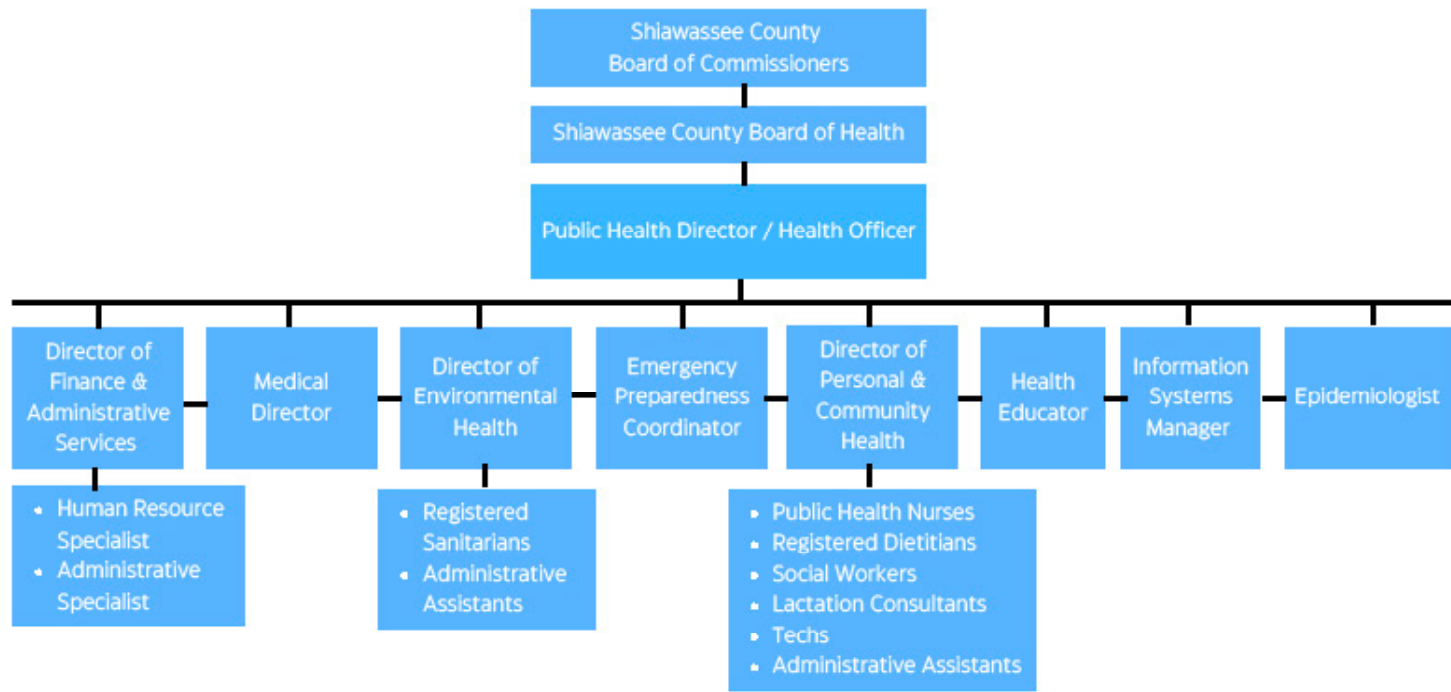 Shiawassee County
Board of Commissioners
Shiawassee County Board of Health
Public Health Director / Health Officer
Director of
Finance &
Administrative
Services
Medical
Director
Director of
Environmental
Health
Emergency
Preparedness
Coordinator
Director of
Personal &
Community
Health
Health
Educator
Information
Systems
Manager
Epidemiologist
• Human Resource
Specialist
• Administrative
Specialist
• Registered
Sanitarians
• Administrative
Assistants
• Public Health Nurses
• Registered Dietitians
• Social Workers
• Lactation Consultants
• Techs
• Administrative Assistants